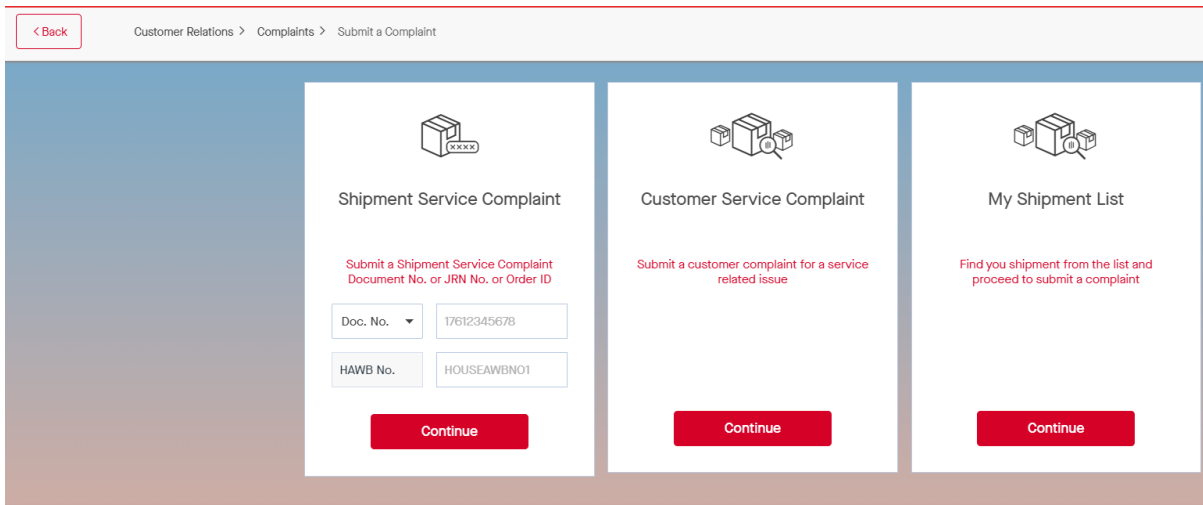 < Back
Customer Relations > Complaints > Submit a Complaint
xxxx
Shipment Service Complaint
Submit a Shipment Service Complaint
Document No. or JRN No. or Order ID
Doc. No.
17612345678
HAWB No.
HOUSEAWBNO1
Continue
Customer Service Complaint
Submit a customer complaint for a service
related issue
Continue
My Shipment List
Find you shipment from the list and
proceed to submit a complaint
Continue